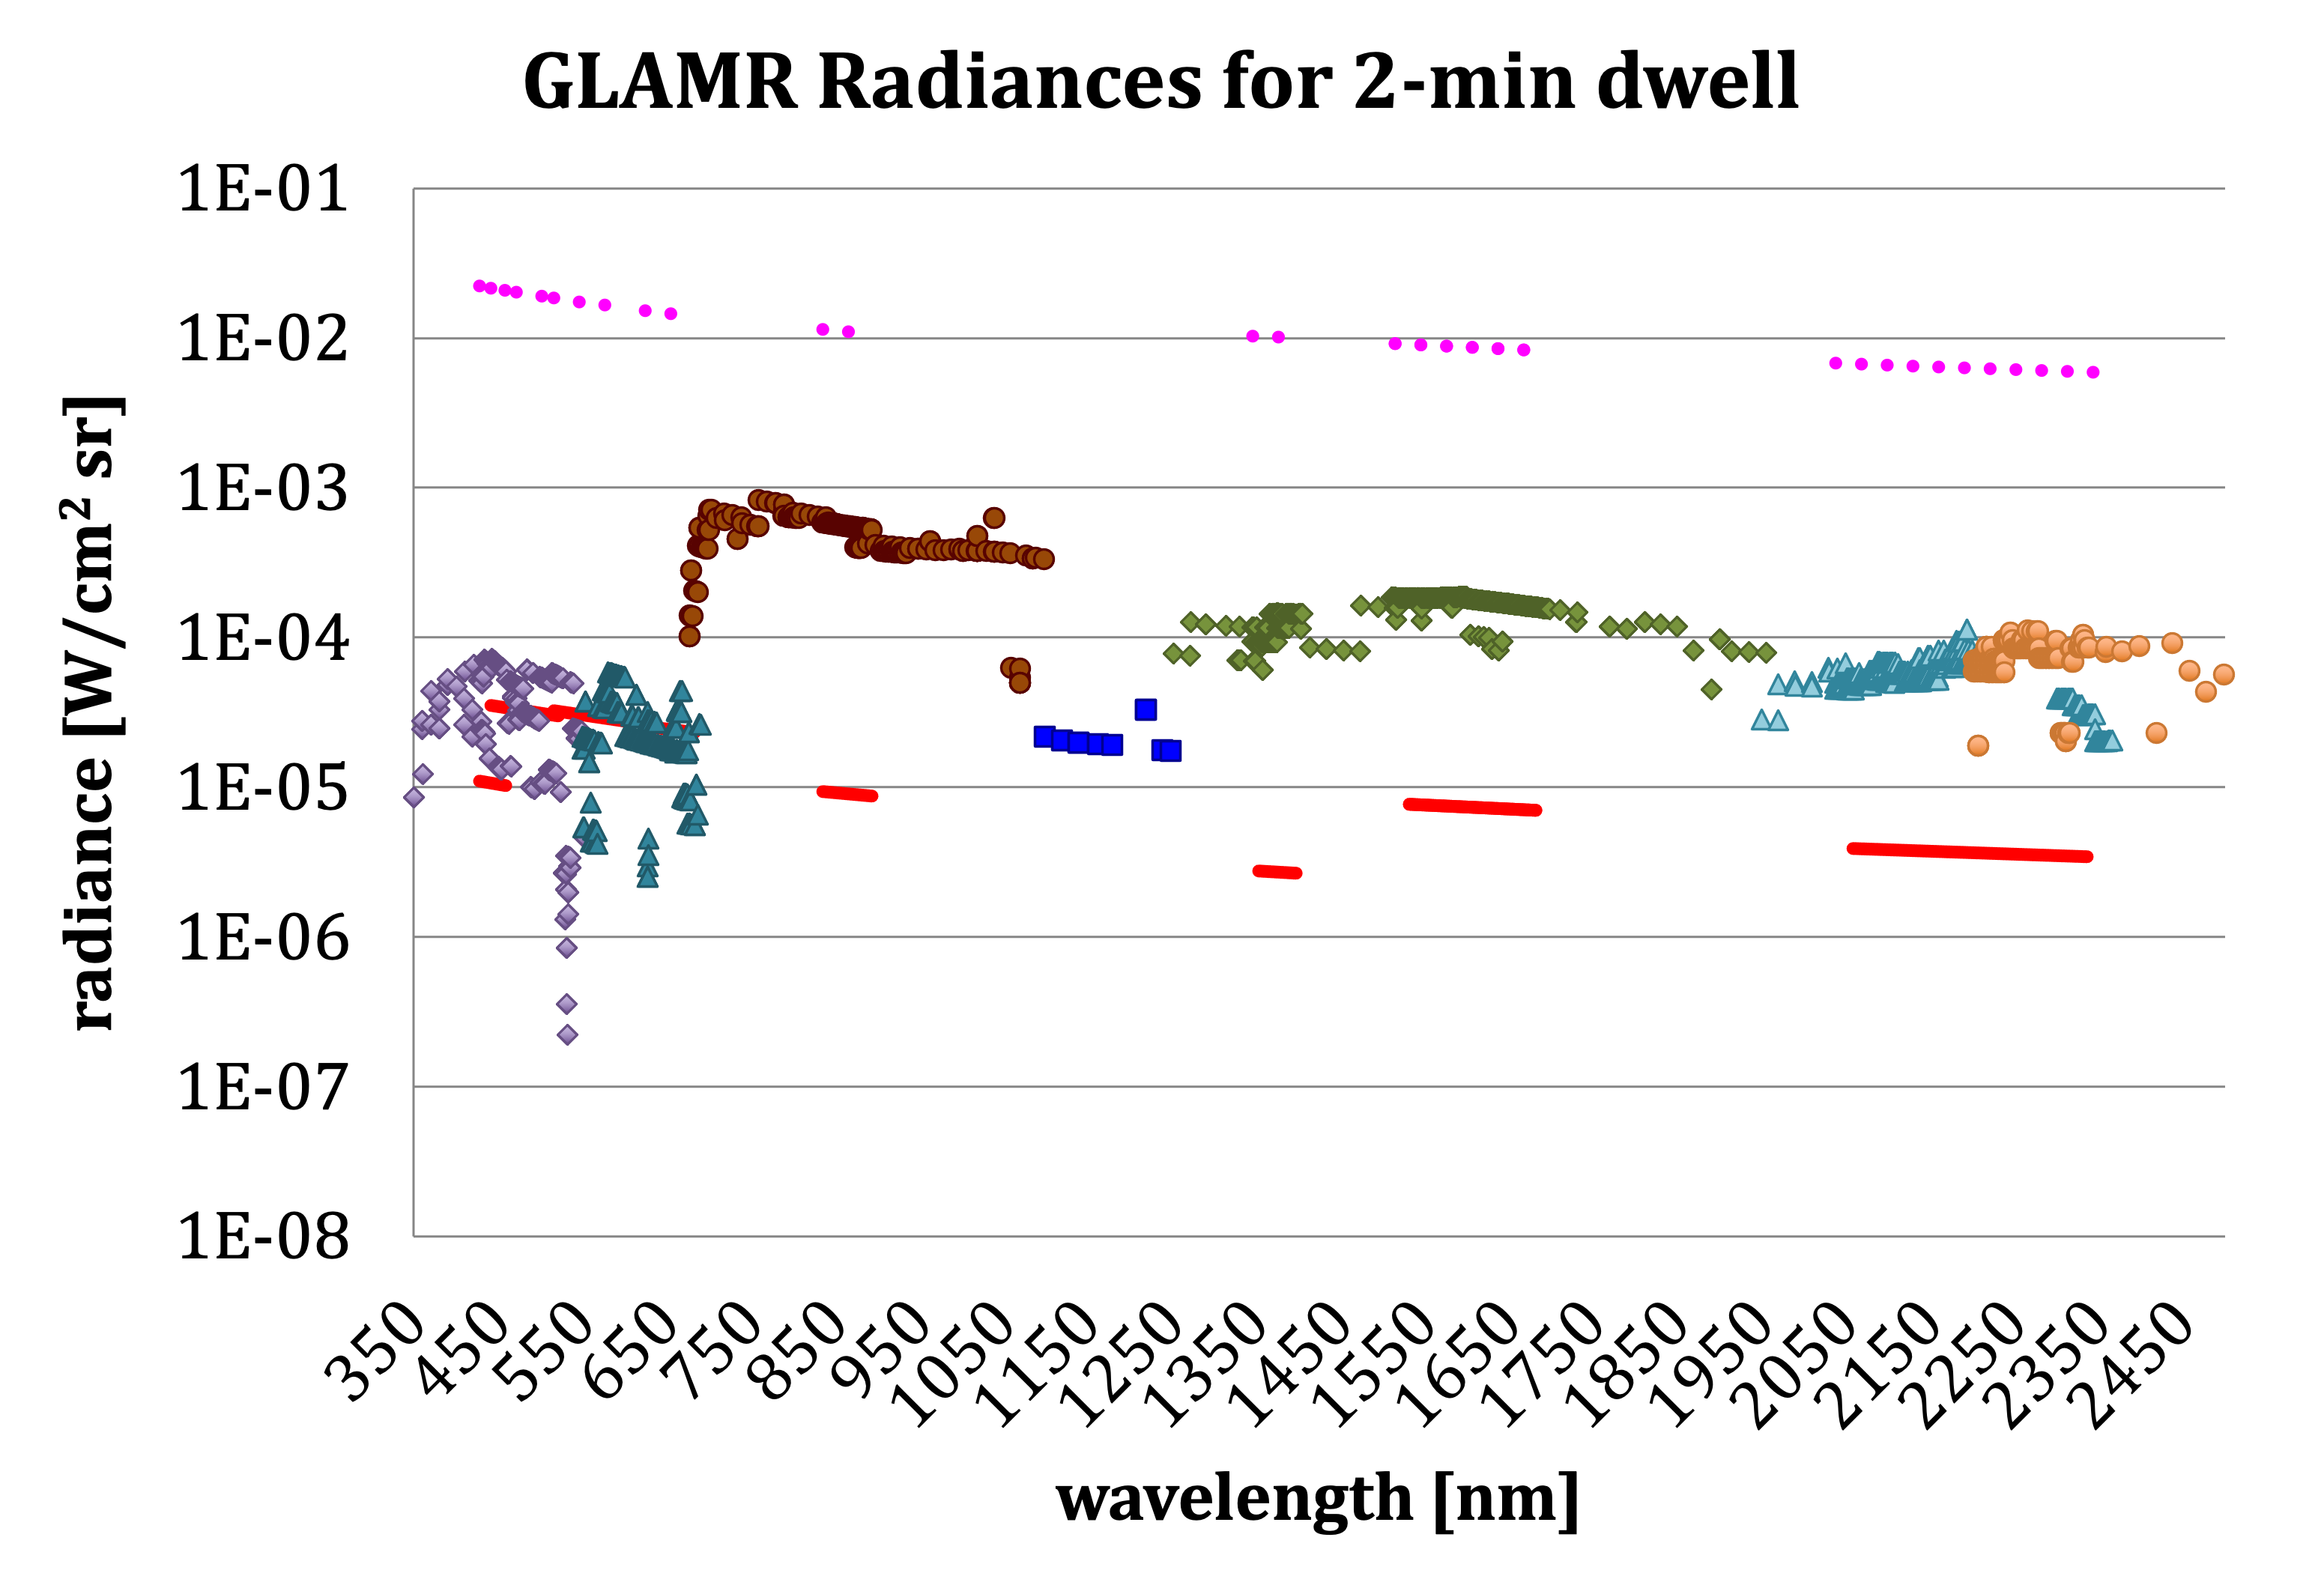 GLAMR Radiances for 2-min dwell
1E-01
1E-02
1E-03
1E-04
1E-05
1E-06
1E-07
1E-08
radiance [W//cm² sr]
350
450
550
650
750
850
950
1050
1150
1250
1350
1450
1550
1650
1750
1850
1950
2050
2150
2250
2350
2450
wavelength [nm]